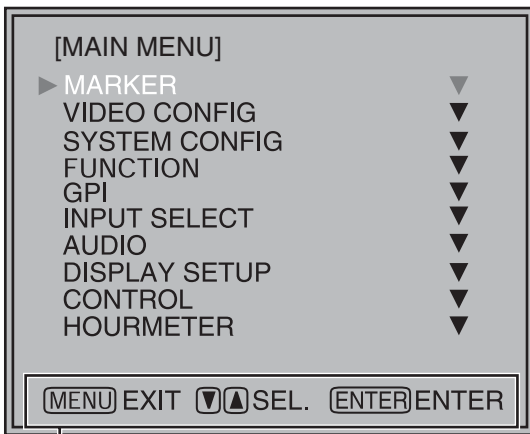 [MAIN MENU]
▶ MARKER ▼
VIDEO CONFIG ▼
SYSTEM CONFIG ▼
FUNCTION ▼
GPI ▼
INPUT SELECT ▼
AUDIO ▼
DISPLAY SETUP ▼
CONTROL ▼
HOURMETER ▼
MENU EXIT ▼▲ SEL. ENTER ENTER